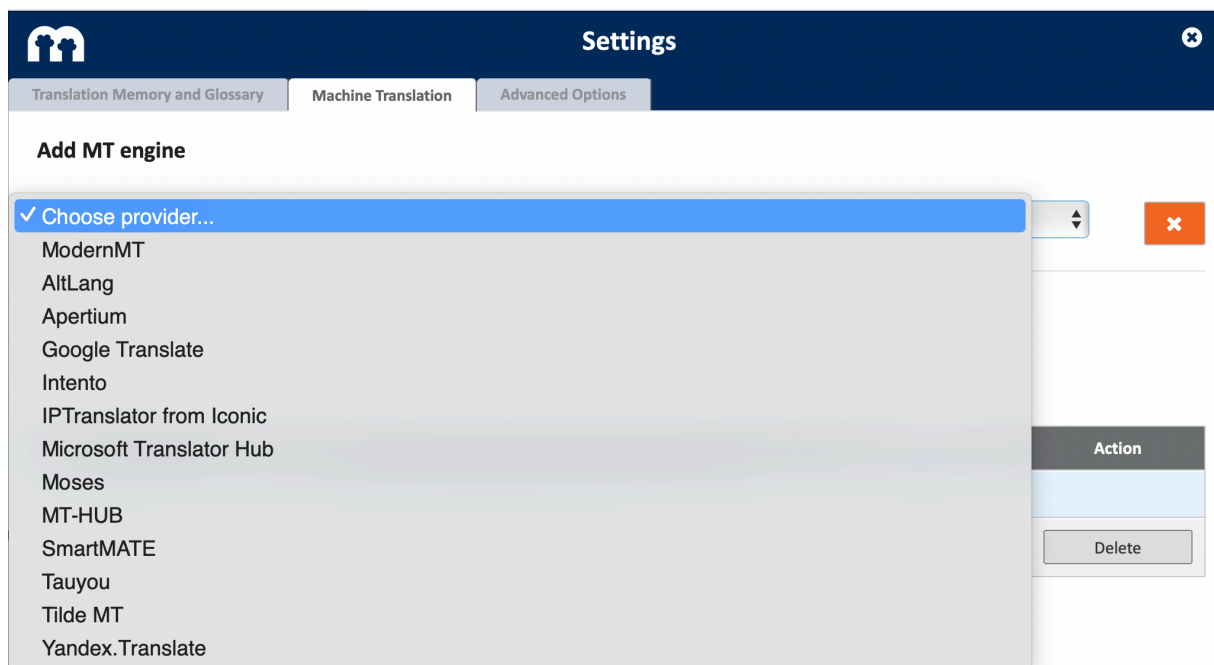 Settings
Translation Memory and Glossary
Machine Translation
Advanced Options
Add MT engine
Choose provider...
ModernMT
AltLang
Apertium
Google Translate
Intento
IPTranslator from Iconic
Microsoft Translator Hub
Action
Moses
MT-HUB
SmartMATE
Delete
Tauyou
Tilde MT
Yandex.Translate